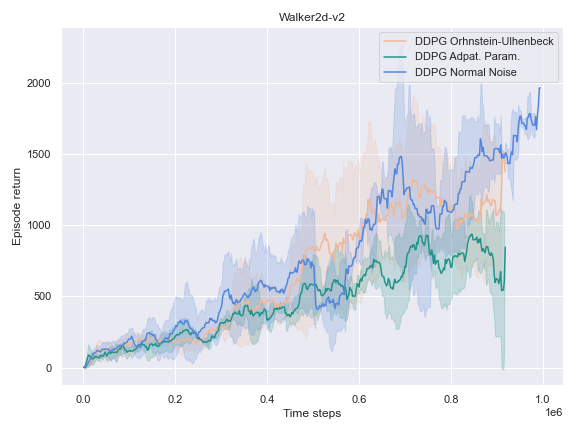 Walker2d-v2
DDPG Orhnstein-Ulhenbeck
DDPG Adpat. Param.
DDPG Normal Noise
Episode return
2000
1500
1000
500
0
0.0 0.2 0.4 0.6 0.8 1.0
Time steps
1e6